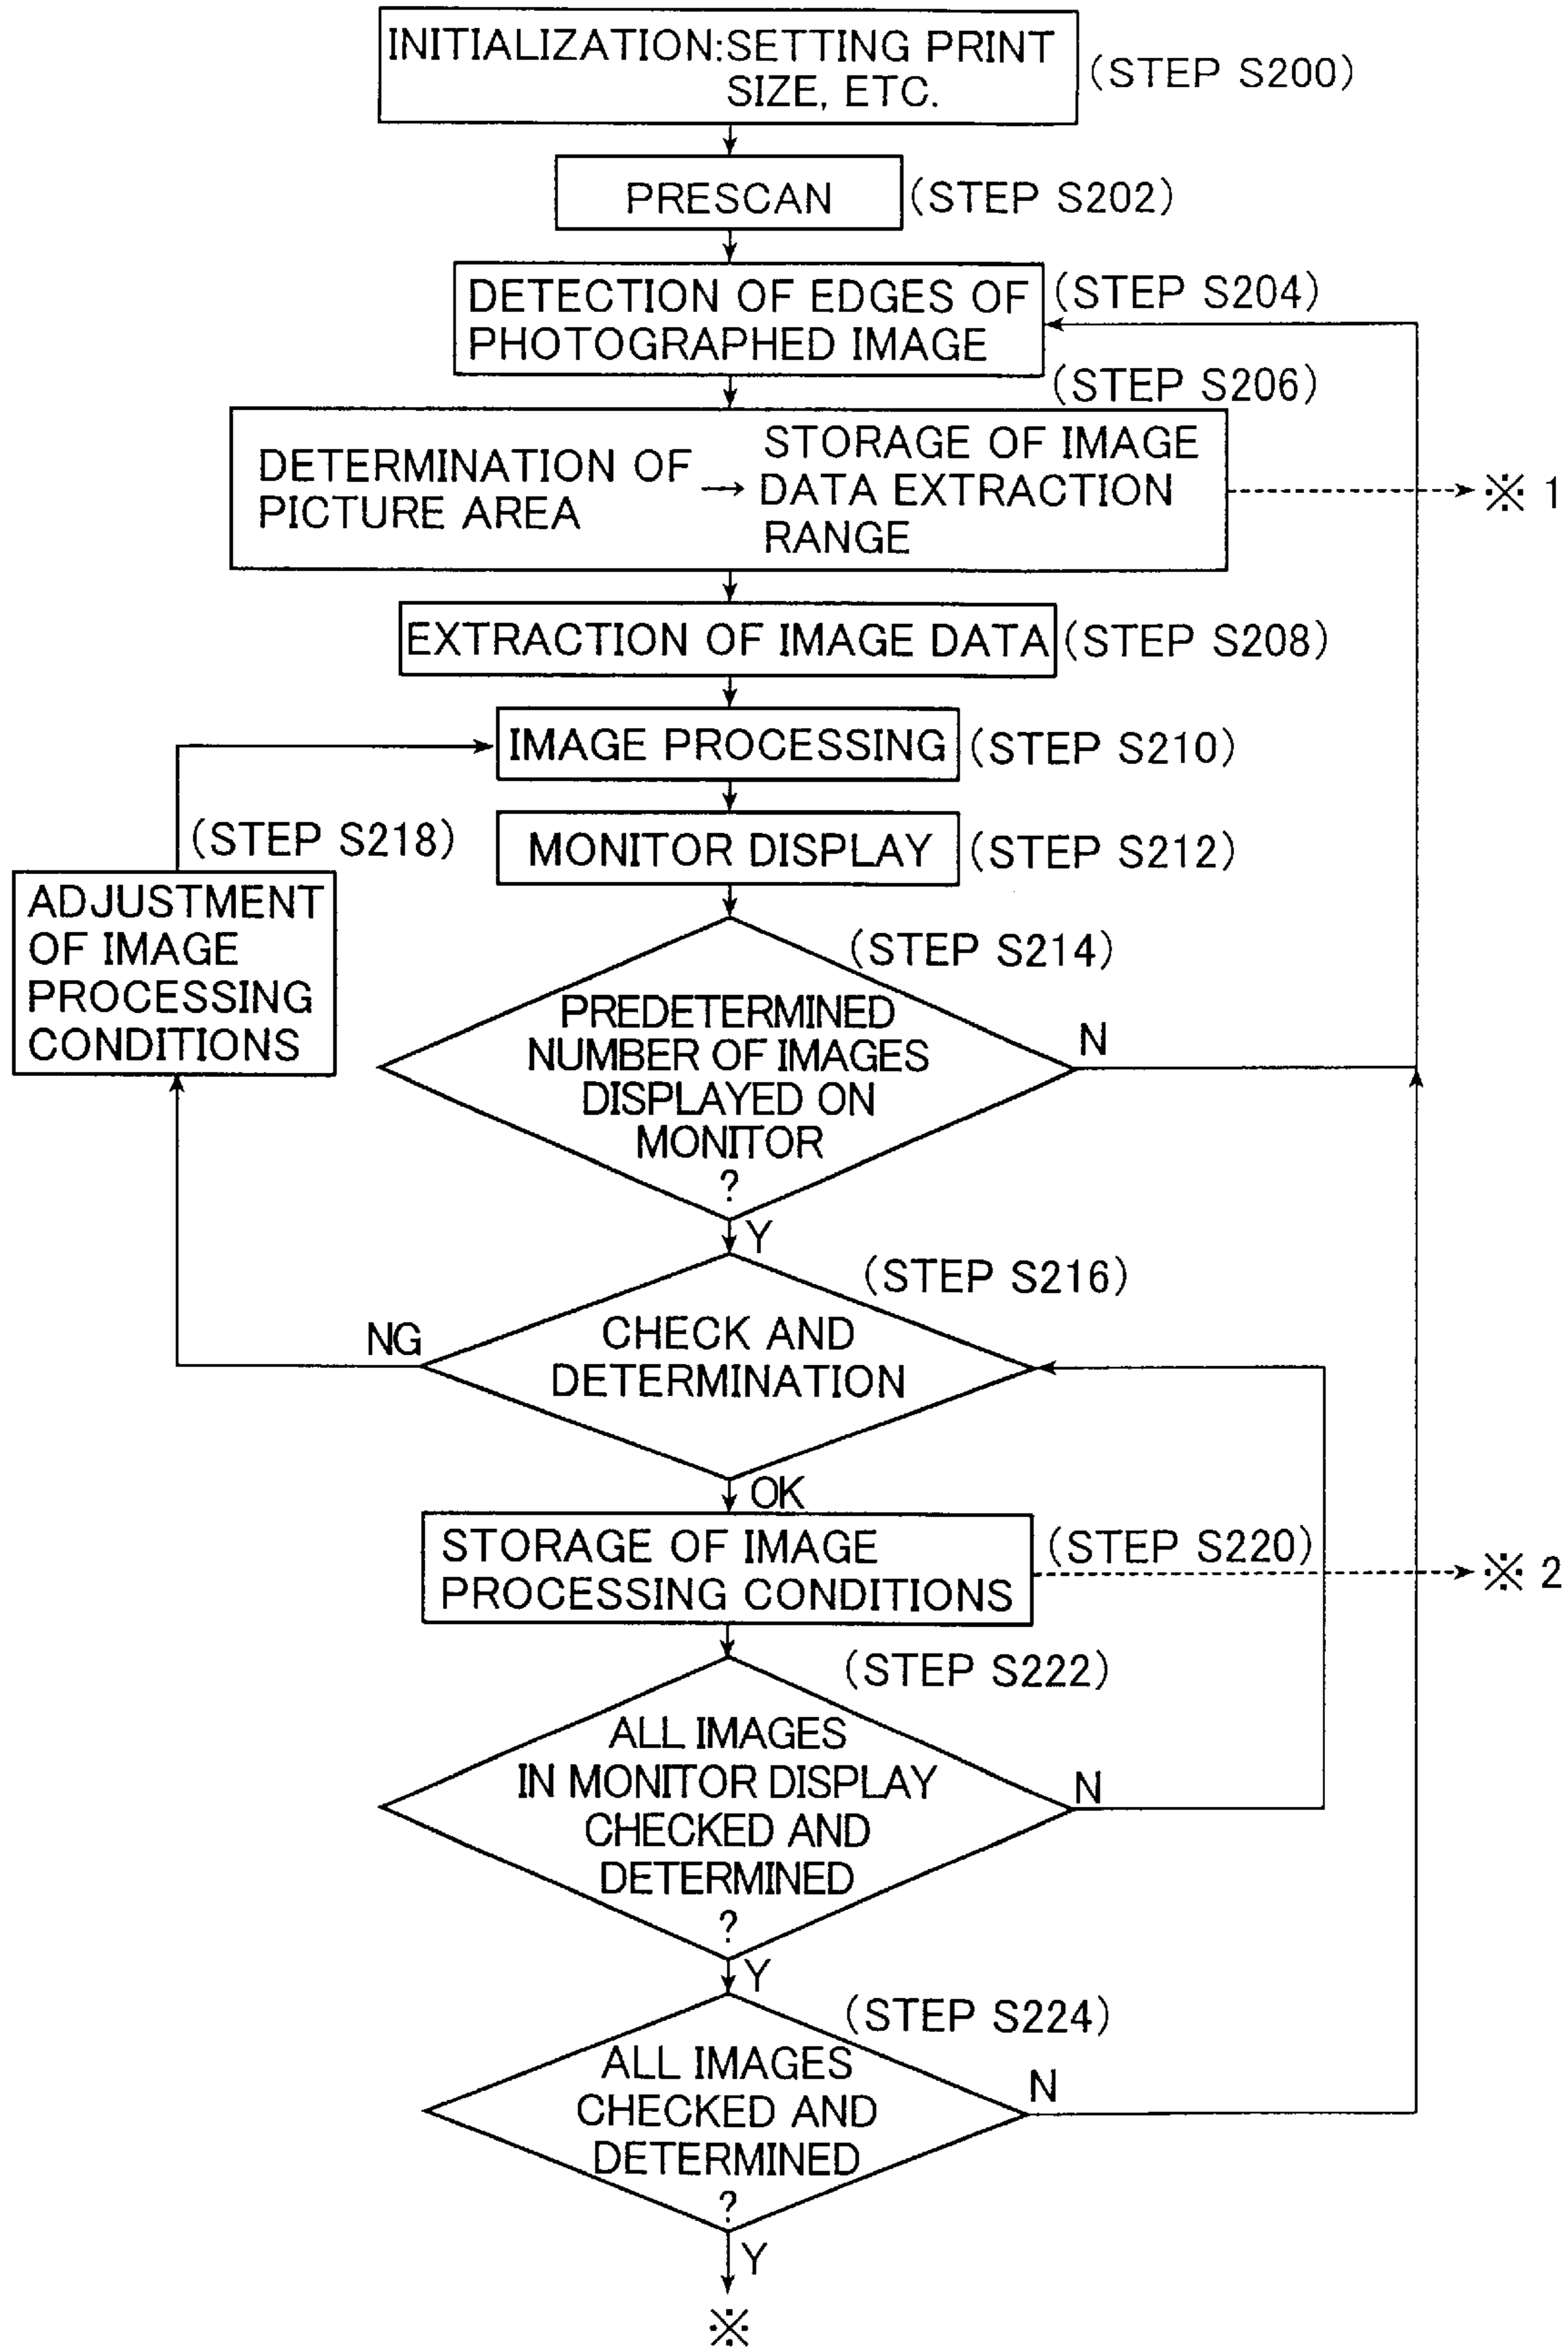 INITIALIZATION:SETTING PRINT
SIZE, ETC.
(STEP S200)
PRESCAN
(STEP S202)
DETECTION OF EDGES OF
PHOTOGRAPHED IMAGE
(STEP S204)
(STEP S206)
DETERMINATION OF
PICTURE AREA
→
STORAGE OF IMAGE
DATA EXTRACTION
RANGE
※ 1
EXTRACTION OF IMAGE DATA
(STEP S208)
IMAGE PROCESSING
(STEP S210)
(STEP S218)
MONITOR DISPLAY
(STEP S212)
ADJUSTMENT
OF IMAGE
PROCESSING
CONDITIONS
(STEP S214)
PREDETERMINED
NUMBER OF IMAGES
DISPLAYED ON
MONITOR
?
N
Y
(STEP S216)
CHECK AND
DETERMINATION
NG
OK
STORAGE OF IMAGE
PROCESSING CONDITIONS
(STEP S220)
※ 2
(STEP S222)
ALL IMAGES
IN MONITOR DISPLAY
CHECKED AND
DETERMINED
?
N
Y
(STEP S224)
ALL IMAGES
CHECKED AND
DETERMINED
?
N
Y
※